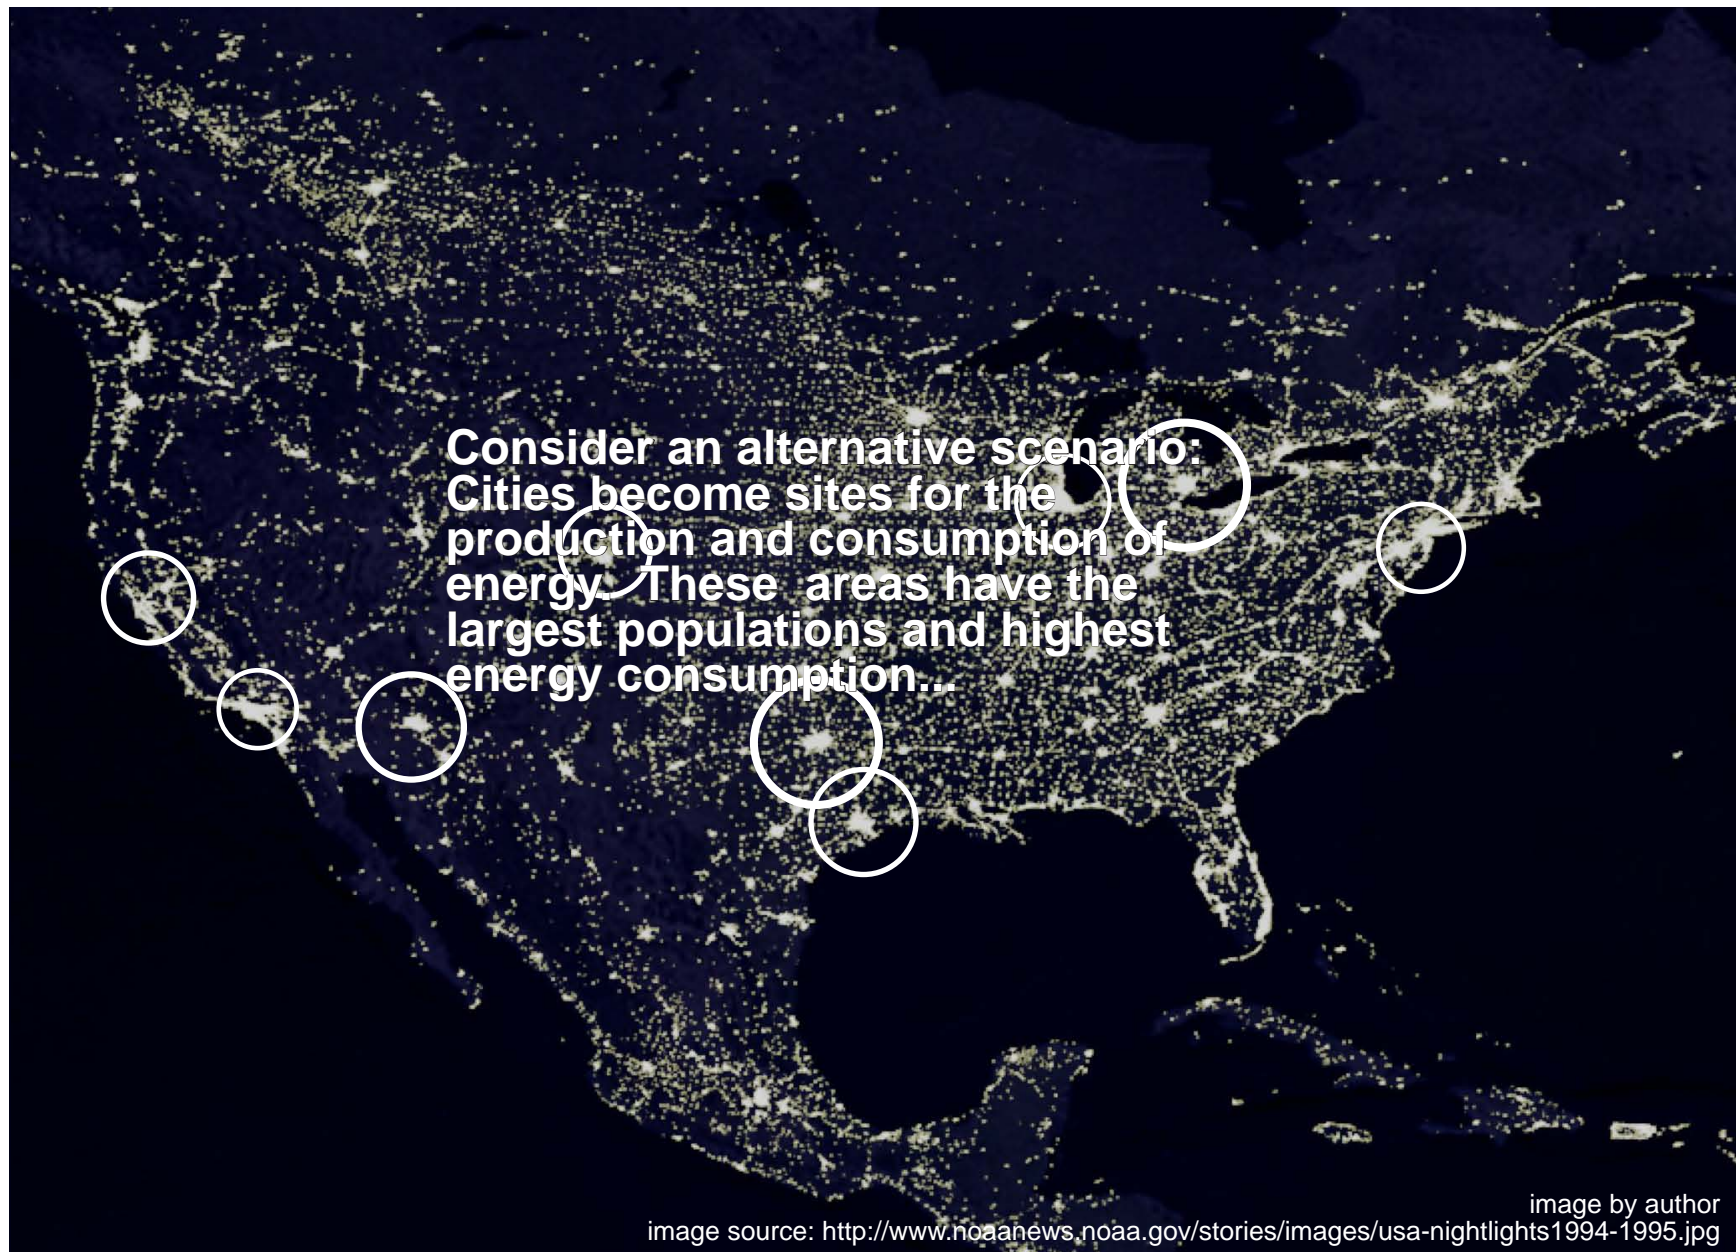 Consider an alternative scenario:
Cities become sites for the
production and consumption of
energy.  These  areas have the
largest populations and highest
energy consumption...
image by author
image source: http://www.noaanews.noaa.gov/stories/images/usa-nightlights1994-1995.jpg